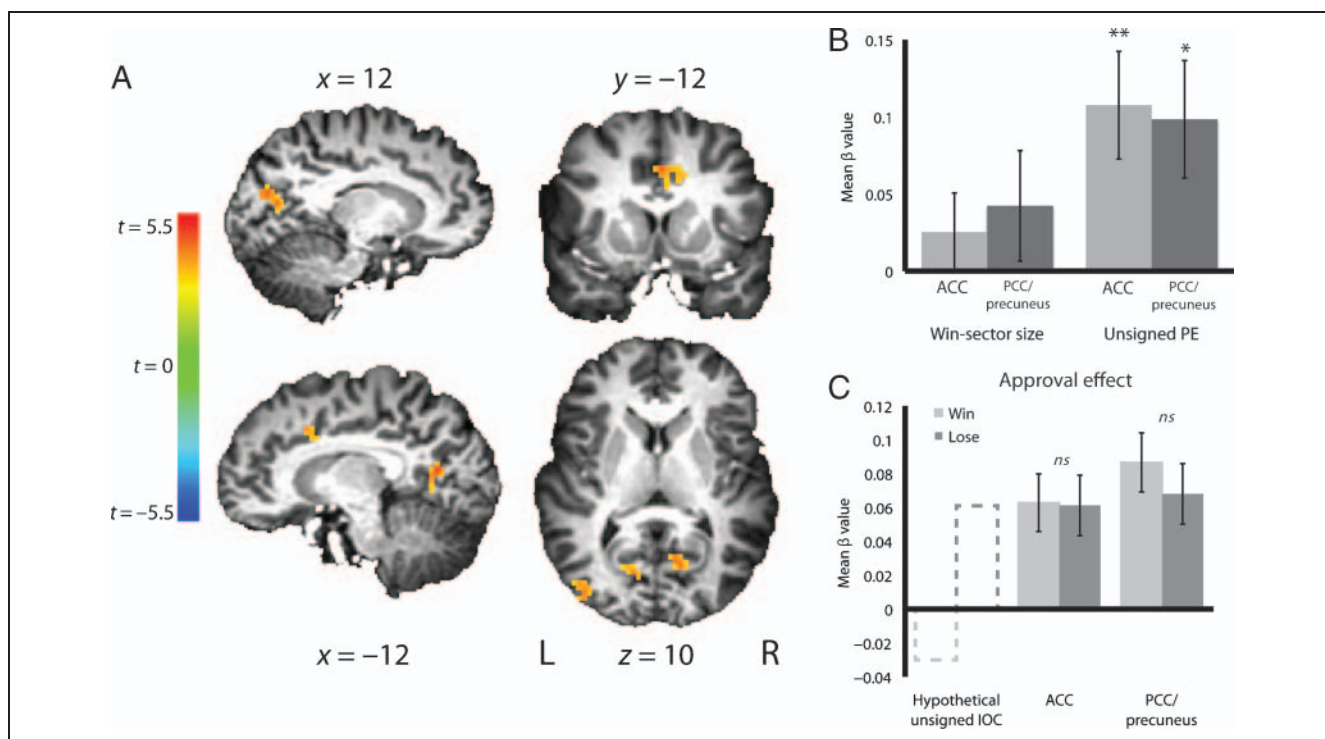 A
x = 12
y = −12
t = 5.5
t = 0
t = −5.5
x = −12
L
z = 10
R
B
0.15
0.1
0.05
0
Mean β value
**
*
ACC
PCC/
precuneus
ACC
PCC/
precuneus
Win-sector size
Unsigned PE
C
Approval effect
0.12
0.1
0.08
0.06
0.04
0.02
0
−0.02
−0.04
Mean β value
Win
Lose
ns
ns
Hypothetical
unsigned IOC
ACC
PCC/
precuneus